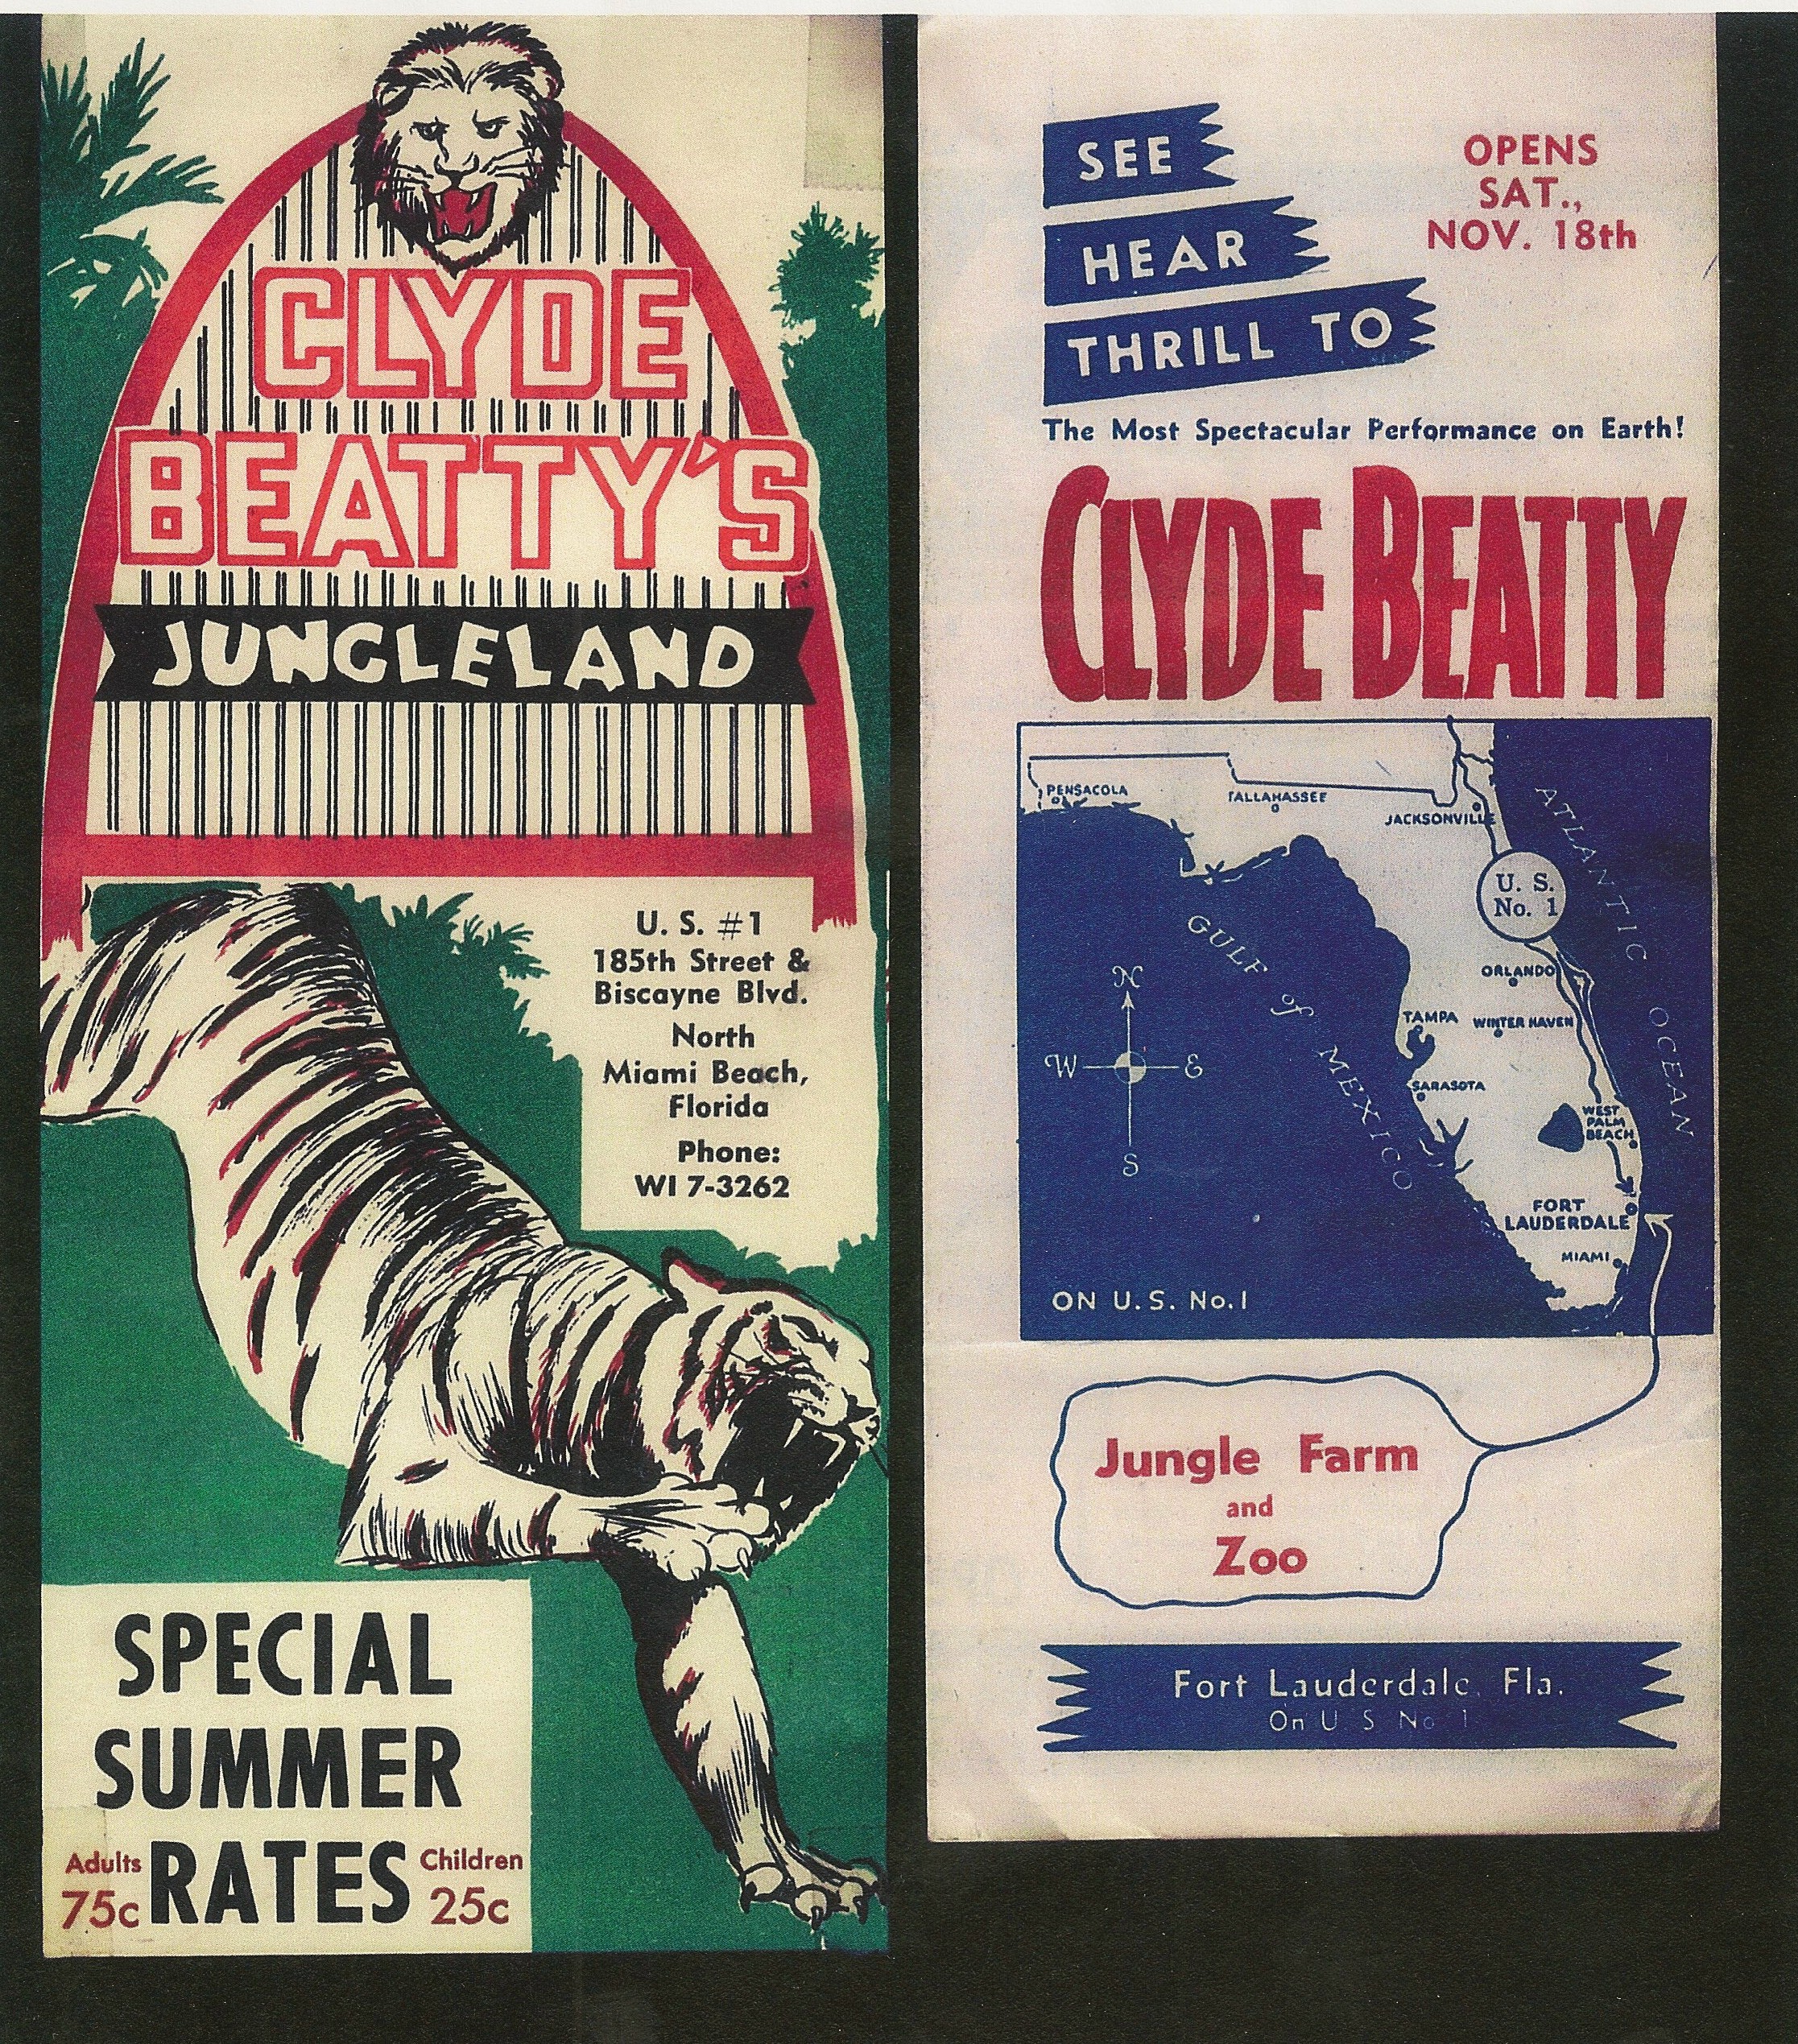 CLYDE
BEATTY'S
JUNGLELAND
U. S. #1
185th Street &
Biscayne Blvd.
North
Miami Beach,
Florida
Phone:
WI 7-3262
SPECIAL
SUMMER
RATES
Adults
75c
Children
25c
SEE
HEAR
THRILL TO
OPENS
SAT.,
NOV. 18th
The Most Spectacular Performance on Earth!
CLYDE BEATTY
PENSACOLA
TALLAHASSEE
JACKSONVILLE
ATLANTIC OCEAN
U. S.
No. 1
GULF of MEXICO
ORLANDO
N
W
E
S
TAMPA
WINTER HAVEN
SARASOTA
WEST
PALM
BEACH
FORT
LAUDERDALE
MIAMI
ON U.S. No.1
Jungle Farm
and
Zoo
Fort Lauderdale, Fla.
On U S No 1